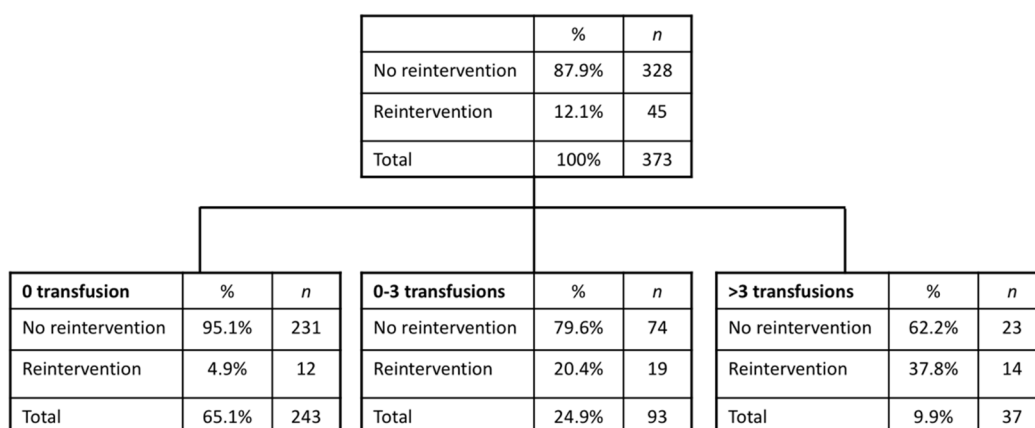 % n
No reintervention 87.9% 328
Reintervention 12.1% 45
Total 100% 373
0 transfusion % n
No reintervention 95.1% 231
Reintervention 4.9% 12
Total 65.1% 243
0-3 transfusions % n
No reintervention 79.6% 74
Reintervention 20.4% 19
Total 24.9% 93
>3 transfusions % n
No reintervention 62.2% 23
Reintervention 37.8% 14
Total 9.9% 37